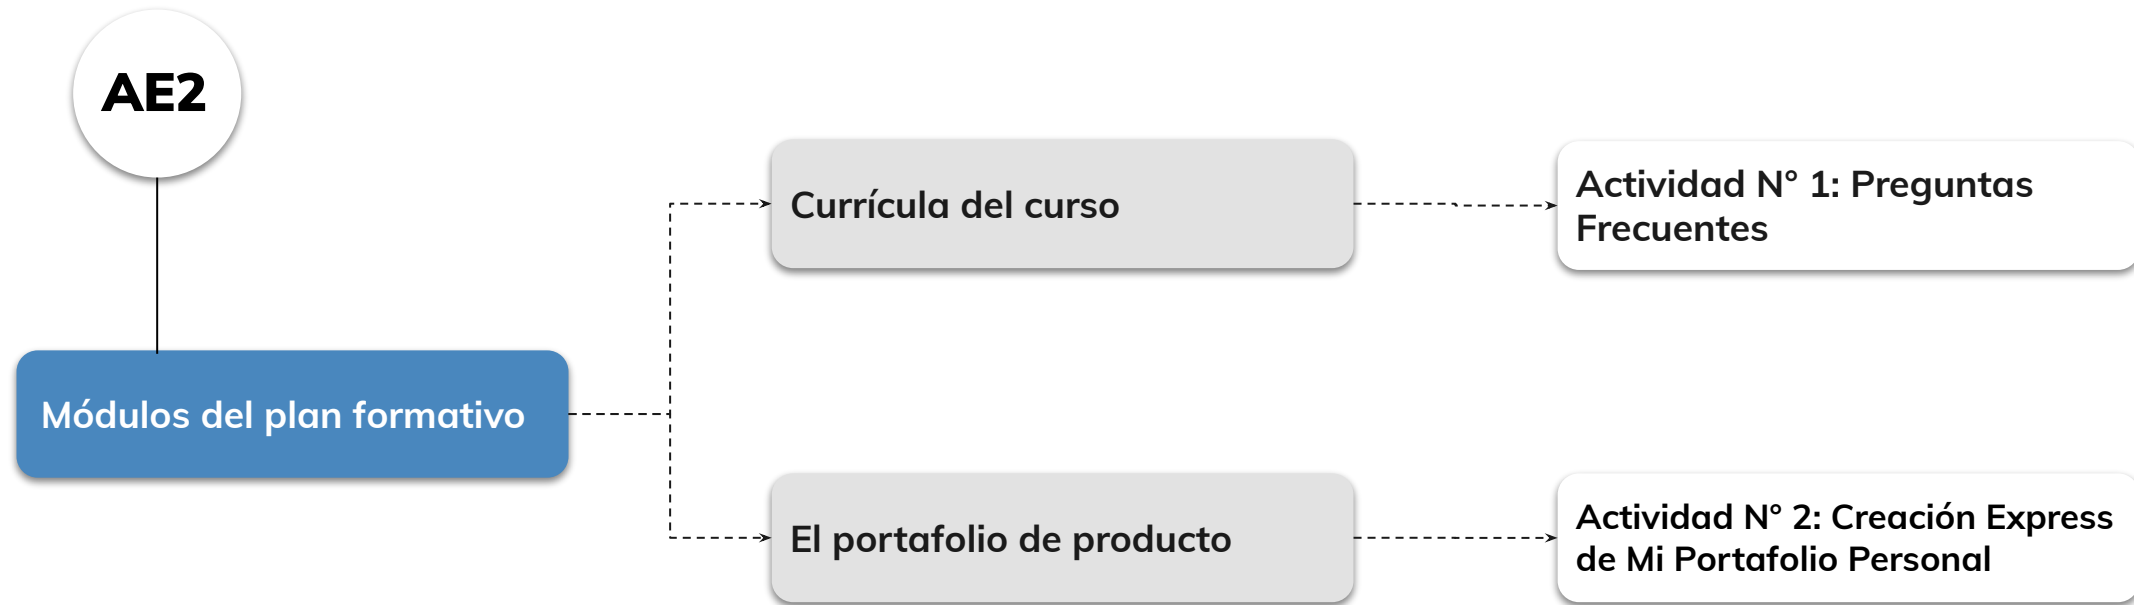 AE2
Módulos del plan formativo
Currícula del curso
Actividad N° 1: Preguntas
Frecuentes
El portafolio de producto
Actividad N° 2: Creación Express
de Mi Portafolio Personal